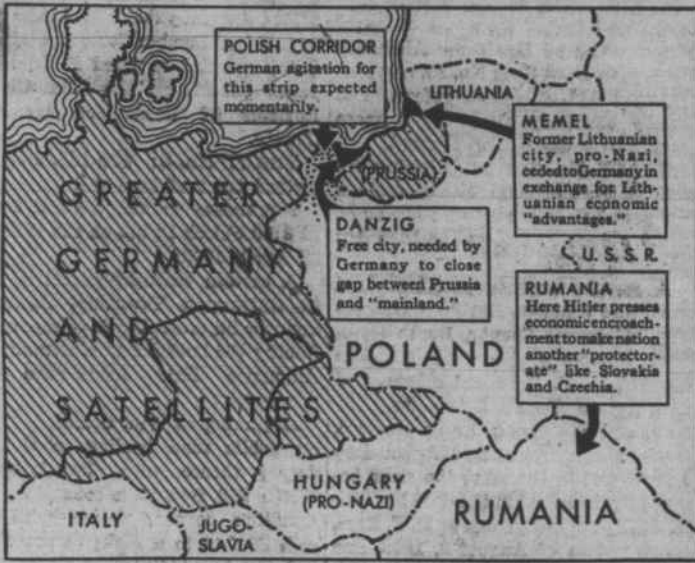 POLISH CORRIDOR
German agitation for
this strip expected
momentarily.
LITHUANIA
MEMEL
Former Lithuanian
city, pro-Nazi,
ceded to Germany in
exchange for Lith-
uanian economic
"advantages."
(PRUSSIA)
GREATER
GERMANY
AND
SATELLITES
DANZIG
Free city, needed by
Germany to close
gap between Prussia
and "mainland."
U. S. S. R.
RUMANIA
Here Hitler presses
economic encroach-
ment to make nation
another "protector-
ate" like Slovakia
and Czechia.
POLAND
HUNGARY
(PRO-NAZI)
RUMANIA
ITALY
JUGO-
SLAVIA